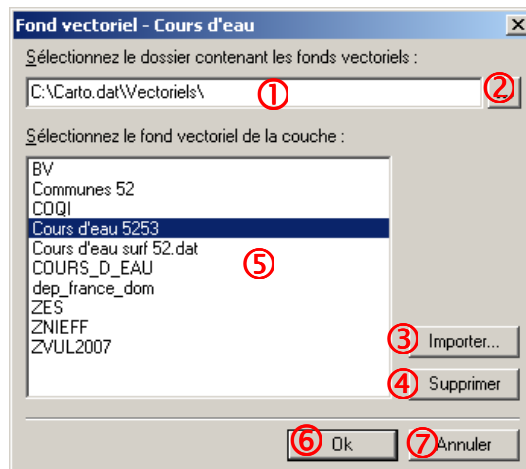 Fond vectoriel - Cours d'eau
Sélectionnez le dossier contenant les fonds vectoriels :
C:\Carto.dat\Vectoriels\ ① ②
Sélectionnez le fond vectoriel de la couche :
BV
Communes 52
COQI
Cours d'eau 5253
Cours d'eau surf 52.dat
COURS_D_EAU ⑤
dep_france_dom
ZES
ZNIEFF
ZVUL2007
③ Importer...
④ Supprimer
⑥ Ok ⑦ Annuler